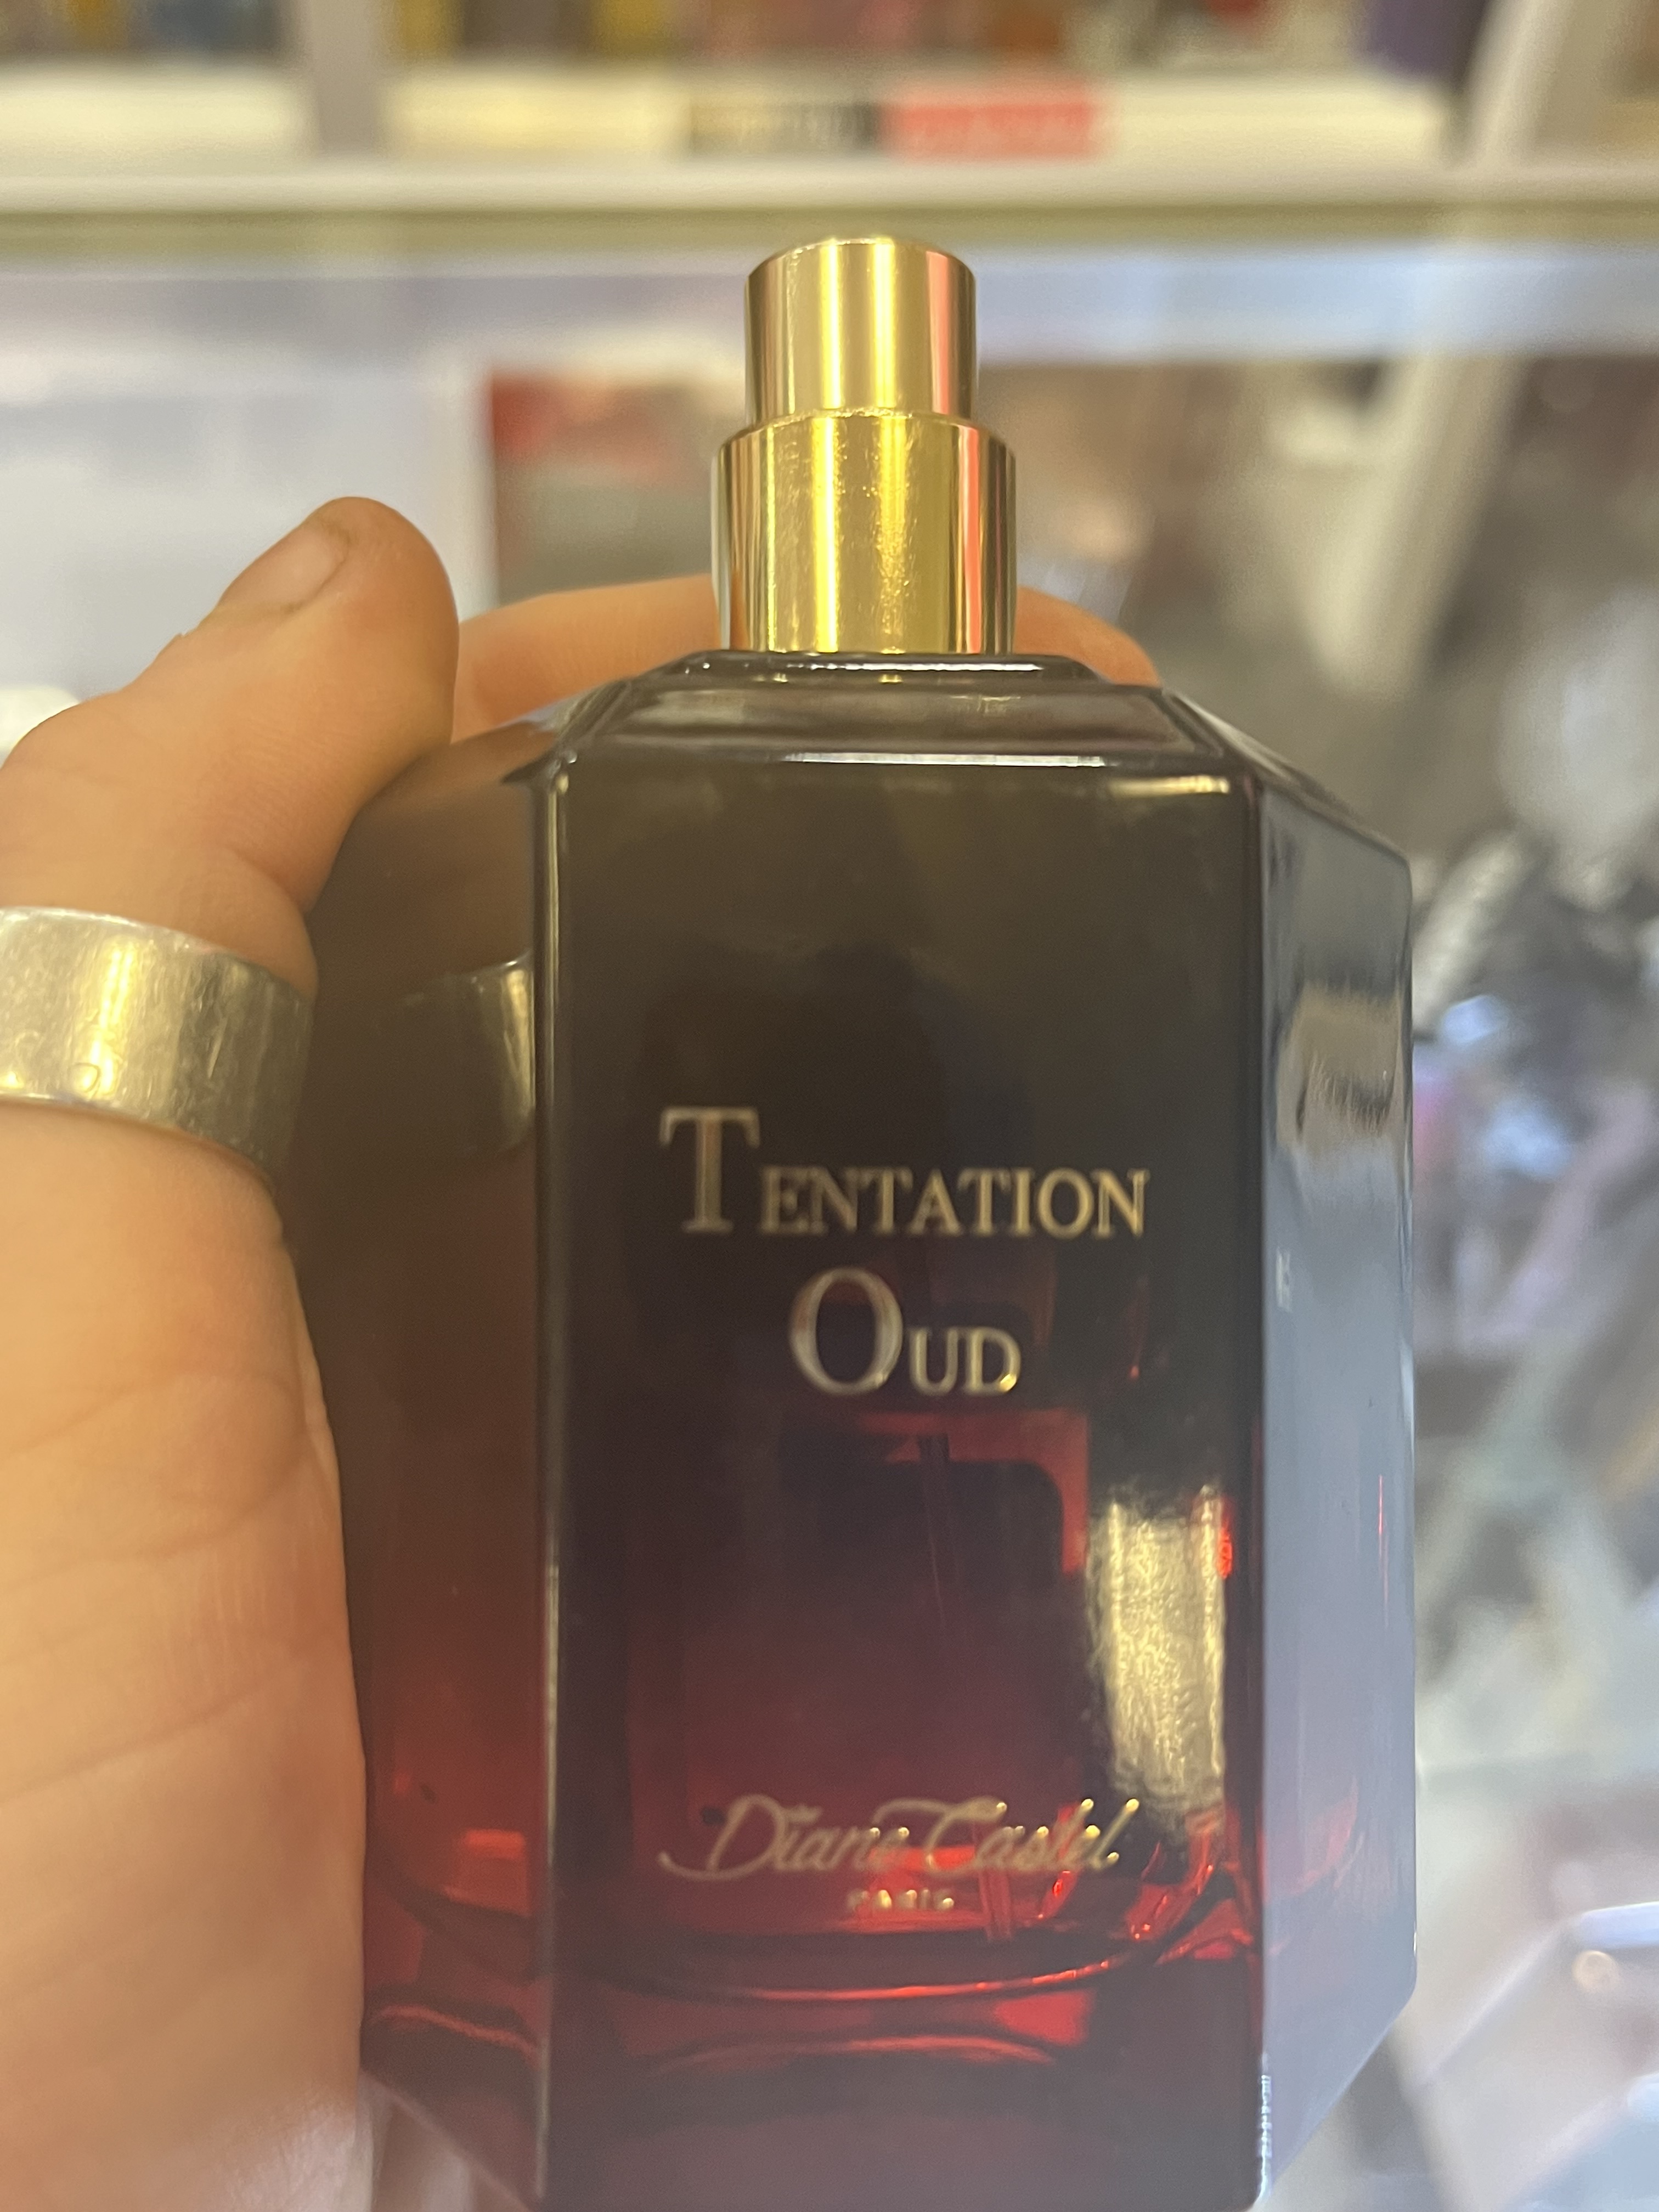 TENTATION
OUD
Diane Castel
PARIS